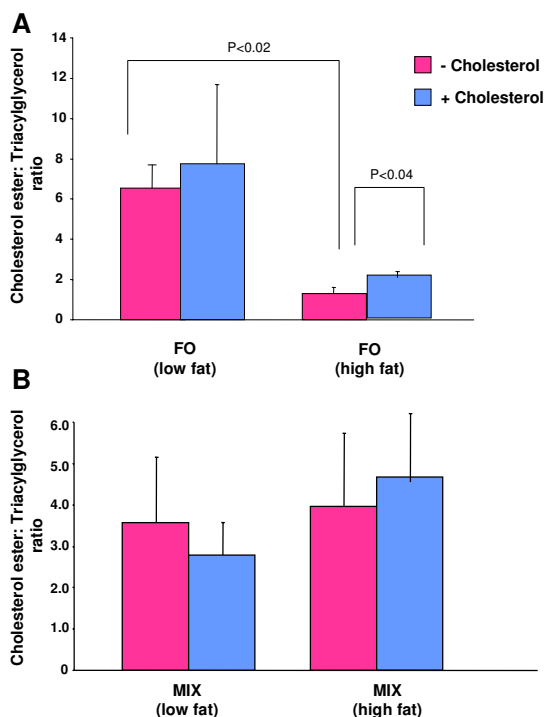 A
P<0.02
- Cholesterol
+ Cholesterol
P<0.04
Cholesterol ester: Triacylglycerol
ratio
14
12
10
8
6
4
2
0
FO
(low fat)
FO
(high fat)
B
Cholesterol ester: Triacylglycerol
ratio
6.0
5.0
4.0
3.0
2.0
1.0
0
MIX
(low fat)
MIX
(high fat)